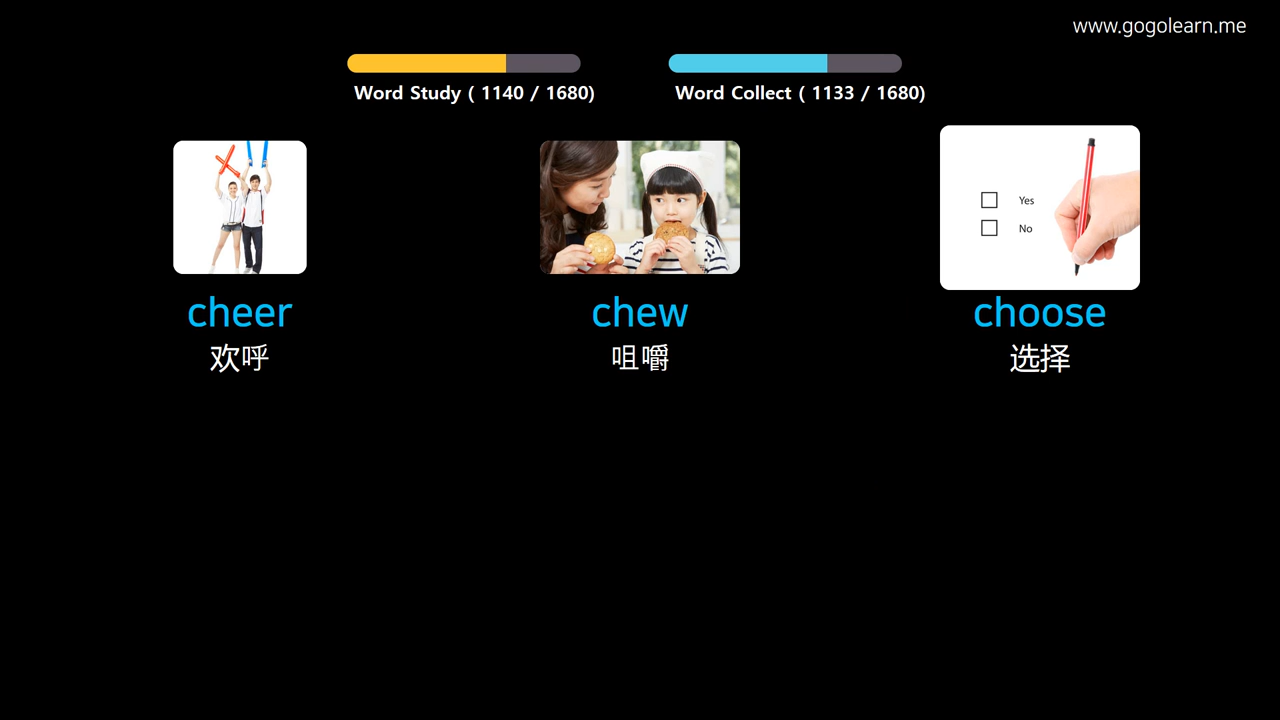 www.gogolearn.me
Word Study ( 1140 / 1680)
Word Collect ( 1133 / 1680)
Yes
No
cheer
chew
choose
欢呼
咀嚼
选择